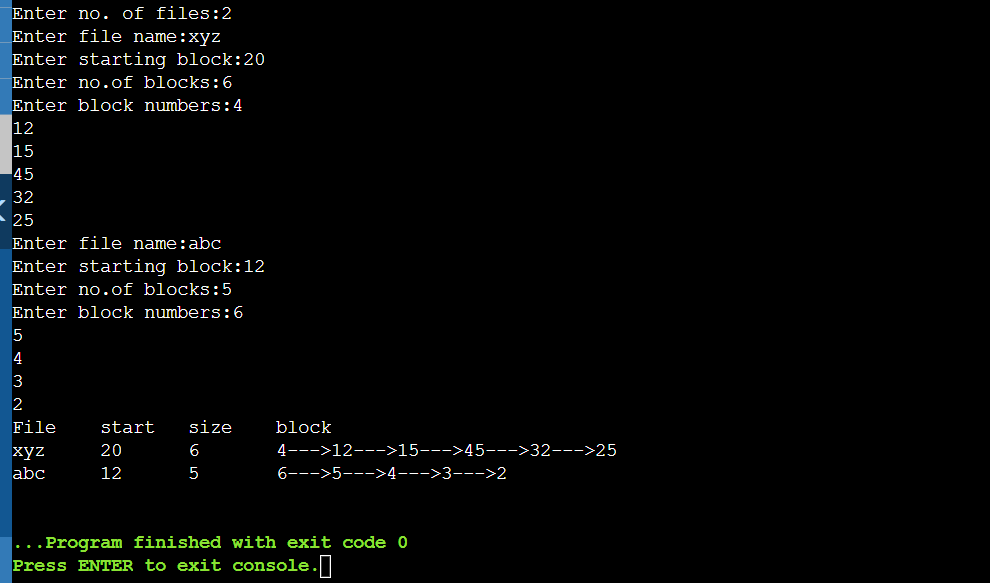 Enter no. of files:2
Enter file name:xyz
Enter starting block:20
Enter no.of blocks:6
Enter block numbers:4
12
15
45
32
25
Enter file name:abc
Enter starting block:12
Enter no.of blocks:5
Enter block numbers:6
5
4
3
2
File    start   size    block
xyz     20      6       4--->12--->15--->45--->32--->25
abc     12      5       6--->5--->4--->3--->2
...Program finished with exit code 0
Press ENTER to exit console.